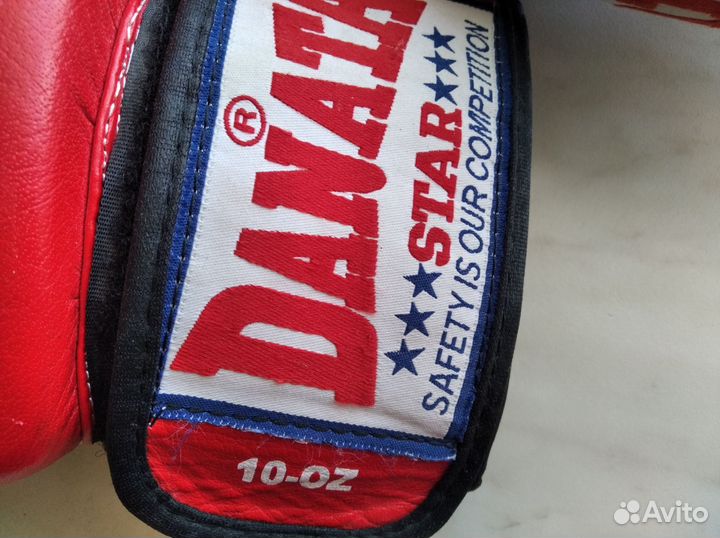 DANATA
®
★★★STAR★★★
SAFETY IS OUR COMPETITION
10-OZ
Avito